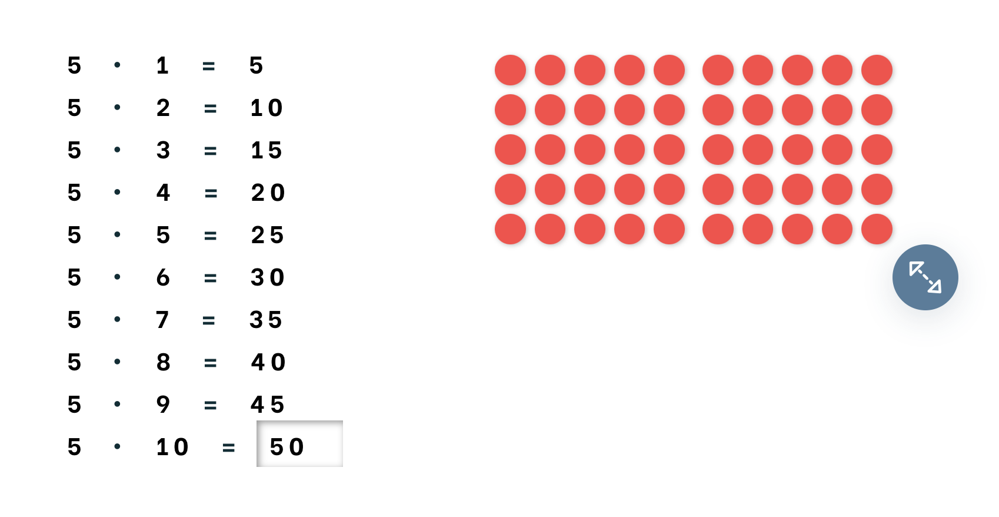 5 · 1 = 5
5 · 2 = 10
5 · 3 = 15
5 · 4 = 20
5 · 5 = 25
5 · 6 = 30
5 · 7 = 35
5 · 8 = 40
5 · 9 = 45
5 · 10 = 50